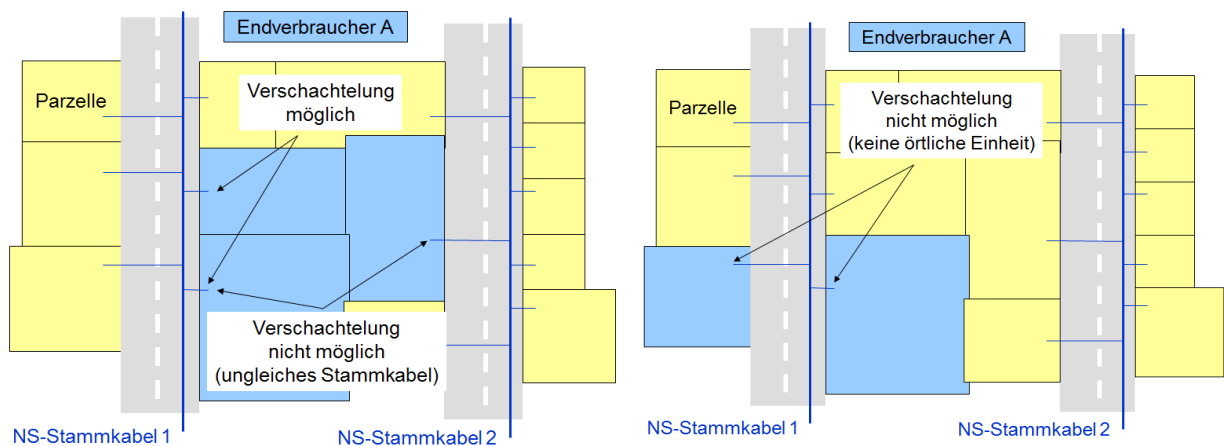 Endverbraucher A
Parzelle
Verschachtelung
möglich
Verschachtelung
nicht möglich
(ungleiches Stammkabel)
NS-Stammkabel 1
NS-Stammkabel 2
Endverbraucher A
Parzelle
Verschachtelung
nicht möglich
(keine örtliche Einheit)
NS-Stammkabel 1
NS-Stammkabel 2